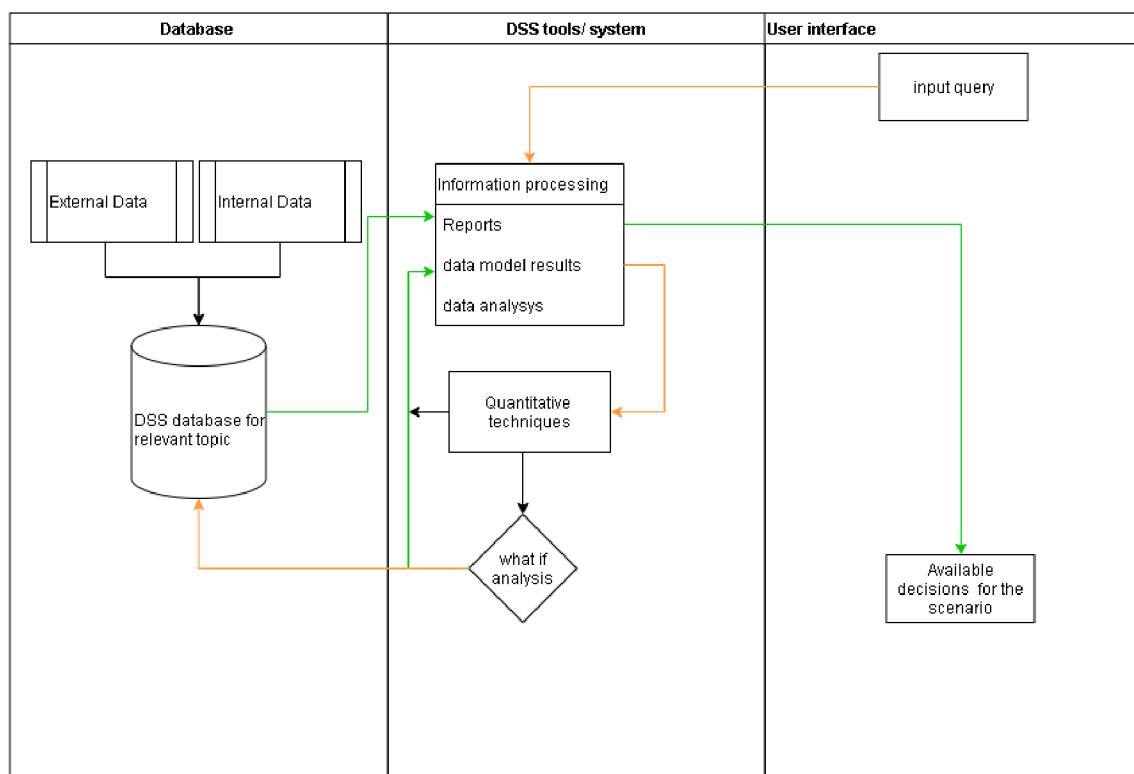 Database
DSS tools/ system
User interface
input query
External Data
Internal Data
Information processing
Reports
data model results
data analysys
DSS database for
relevant topic
Quantitative
techniques
what if
analysis
Available
decisions for the
scenario